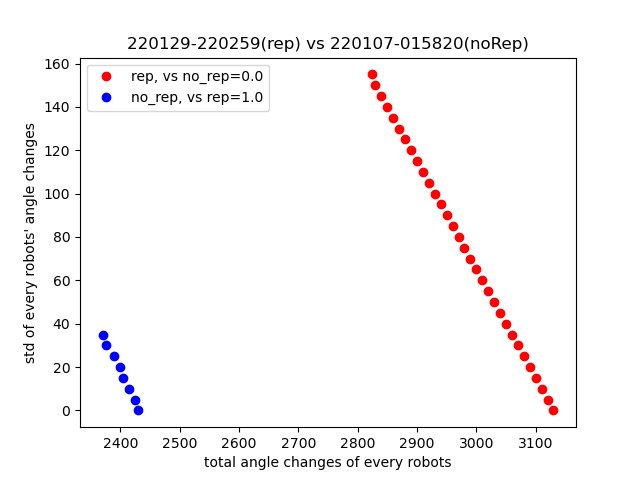 220129-220259(rep) vs 220107-015820(noRep)
rep, vs no_rep=0.0
no_rep, vs rep=1.0
160
140
120
100
80
60
40
20
0
std of every robots' angle changes
2400 2500 2600 2700 2800 2900 3000 3100
total angle changes of every robots